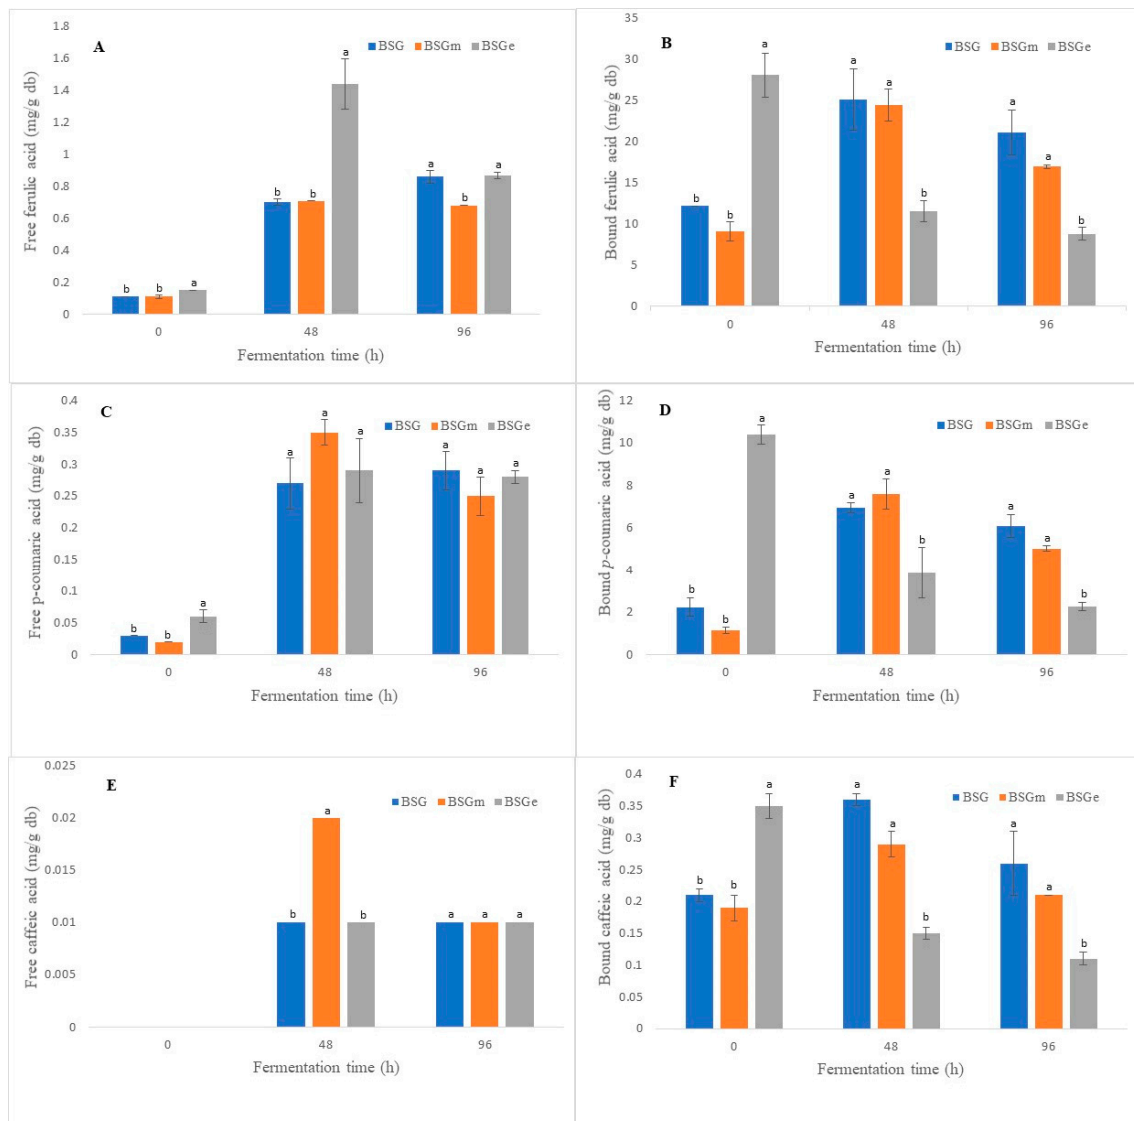 A
BSG BSGm BSGe
Free ferulic acid (mg/g db)
1.8
1.6
1.4
1.2
1
0.8
0.6
0.4
0.2
0
b b a
b b a
a b a
0 48 96
Fermentation time (h)
B
BSG BSGm BSGe
Bound ferulic acid (mg/g db)
35
30
25
20
15
10
5
0
b b a
a a b
a a b
0 48 96
Fermentation time (h)
C
BSG BSGm BSGe
Free p-coumaric acid (mg/g db)
0.4
0.35
0.3
0.25
0.2
0.15
0.1
0.05
0
b b a
a a a
a a a
0 48 96
Fermentation time (h)
D
BSG BSGm BSGe
Bound p-coumaric acid (mg/g db)
12
10
8
6
4
2
0
b b a
a a b
a a b
0 48 96
Fermentation time (h)
E
BSG BSGm BSGe
Free caffeic acid (mg/g db)
0.025
0.02
0.015
0.01
0.005
0
b a b
a a a
0 48 96
Fermentation time (h)
F
BSG BSGm BSGe
Bound caffeic acid (mg/g db)
0.4
0.35
0.3
0.25
0.2
0.15
0.1
0.05
0
b b a
a a b
a a b
0 48 96
Fermentation time (h)